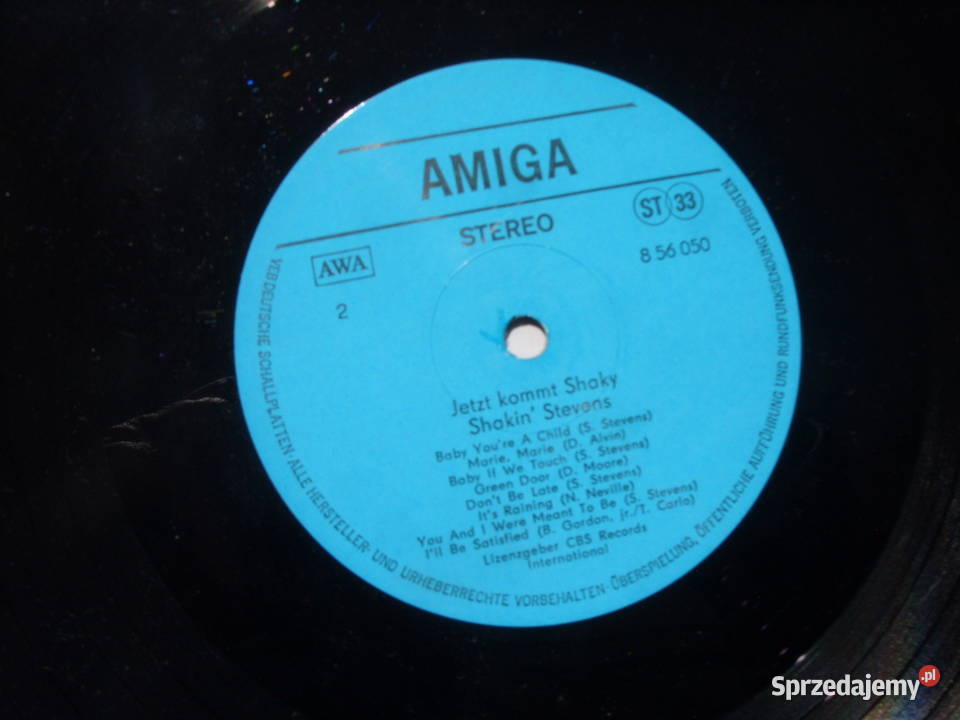 AMIGA
STEREO
ST 33
AWA
8 56 050
2
Jetzt kommt Shaky
Shakin' Stevens
Baby You're A Child (S. Stevens)
Marie, Marie (D. Alvin)
Baby If We Touch (S. Stevens)
Green Door (D. Moore)
Don't Be Late (S. Stevens)
It's Raining (N. Neville)
You And I Were Meant To Be (S. Stevens)
I'll Be Satisfied (B. Gordon, jr./T. Carlo)
Lizenzgeber CBS Records
International
VEB DEUTSCHE SCHALLPLATTEN · ALLE HERSTELLER- UND URHEBERRECHTE VORBEHALTEN · ÜBERSPIELUNG, ÖFFENTLICHE AUFFÜHRUNG UND RUNDFUNKSENDUNG VERBOTEN
Sprzedajemy.pl